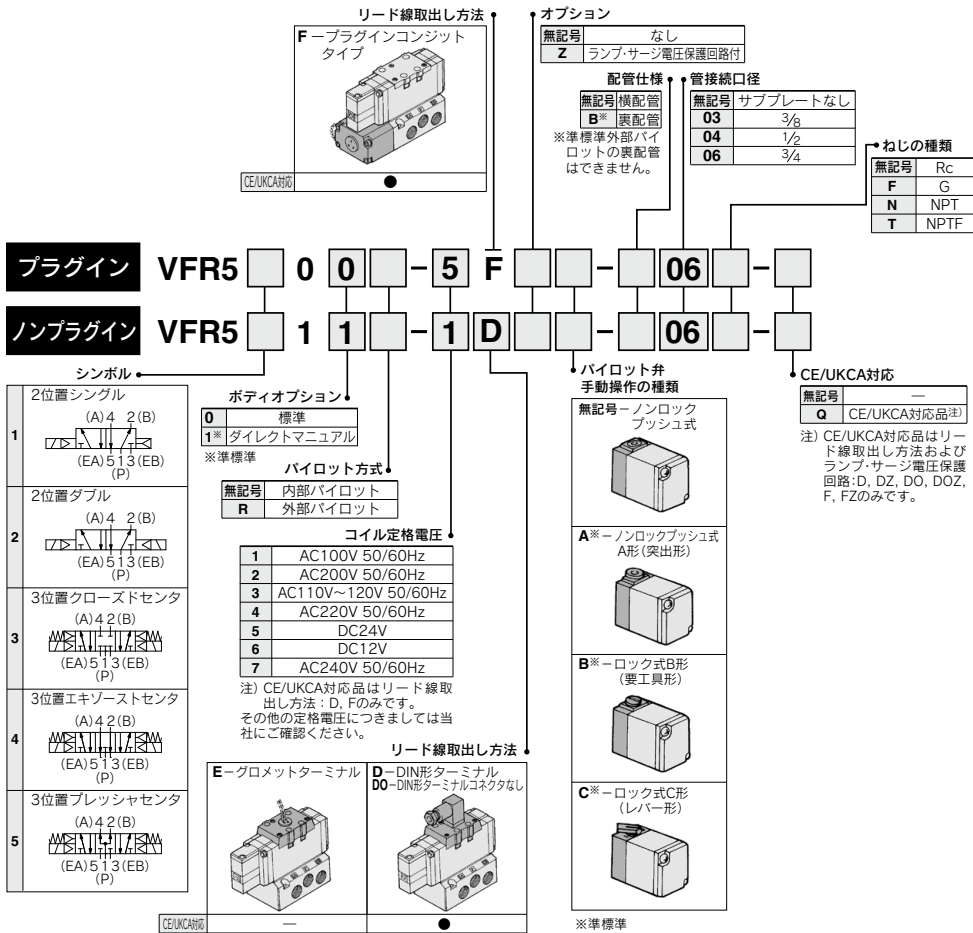 リード線取出し方法
F－プラグインコンジット
タイプ
CE/UKCA対応 ●
オプション
無記号 なし
Z ランプ･サージ電圧保護回路付
配管仕様
無記号 横配管
B※ 裏配管
※準標準外部パイ
ロットの裏配管
はできません。
管接続口径
無記号 サブプレートなし
03 3/8
04 1/2
06 3/4
ねじの種類
無記号 Rc
F G
N NPT
T NPTF
プラグイン VFR5 0 0 － 5 F － 06 －
ノンプラグイン VFR5 1 1 － 1 D － 06 －
シンボル
1 2位置シングル
(A)4 2(B)
(EA)5 1 3(EB)
(P)
2 2位置ダブル
(A)4 2(B)
(EA)5 1 3(EB)
(P)
3 3位置クローズドセンタ
(A)4 2(B)
(EA)5 1 3(EB)
(P)
4 3位置エキゾーストセンタ
(A)4 2(B)
(EA)5 1 3(EB)
(P)
5 3位置プレッシャセンタ
(A)4 2(B)
(EA)5 1 3(EB)
(P)
ボディオプション
0 標準
1※ ダイレクトマニュアル
※準標準
パイロット方式
無記号 内部パイロット
R 外部パイロット
コイル定格電圧
1 AC100V 50/60Hz
2 AC200V 50/60Hz
3 AC110V～120V 50/60Hz
4 AC220V 50/60Hz
5 DC24V
6 DC12V
7 AC240V 50/60Hz
注) CE/UKCA対応品はリード線取
出し方法：D, Fのみです。
その他の定格電圧につきましては当
社にご確認ください。
リード線取出し方法
E－グロメットターミナル
D－DIN形ターミナル
DO－DIN形ターミナルコネクタなし
CE/UKCA対応 ― ●
パイロット弁
手動操作の種類
無記号－ノンロック
プッシュ式
A※－ノンロックプッシュ式
A形(突出形)
B※－ロック式B形
(要工具形)
C※－ロック式C形
(レバー形)
※準標準
CE/UKCA対応
無記号 ―
Q CE/UKCA対応品注)
注) CE/UKCA対応品はリー
ド線取出し方法および
ランプ･サージ電圧保護
回路:D, DZ, DO, DOZ,
F, FZのみです。